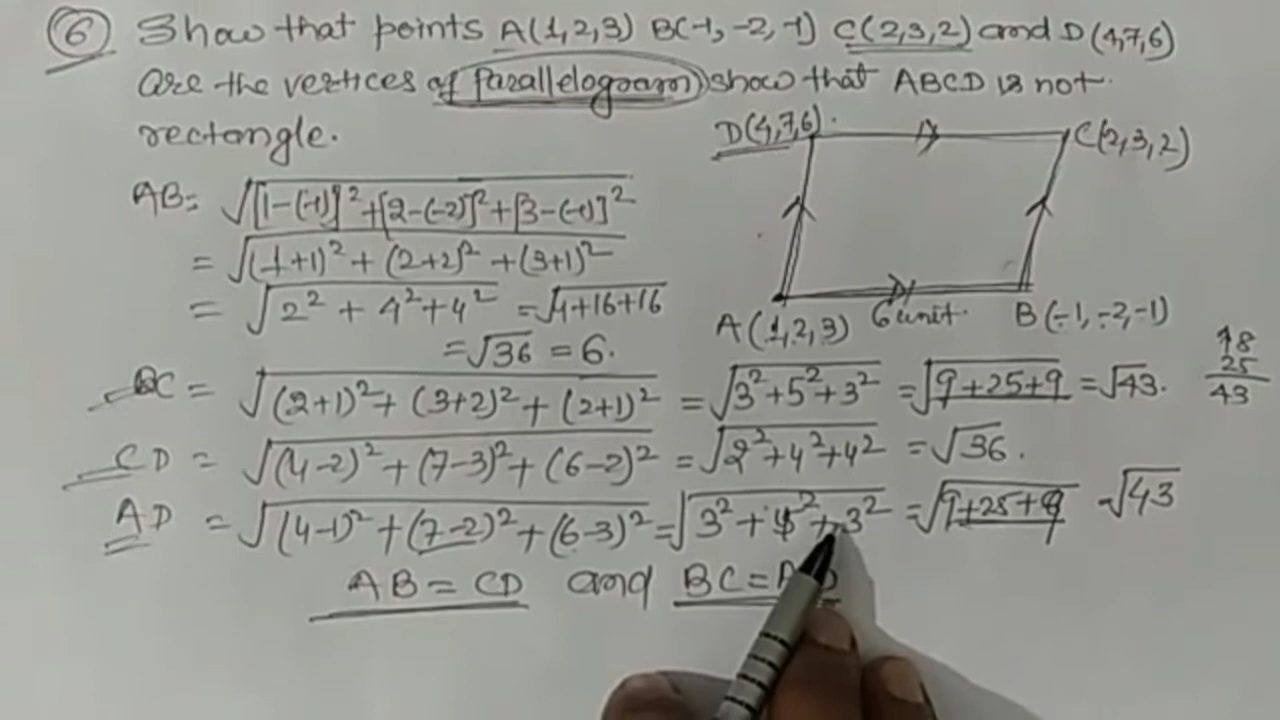 6 Show that points A(1,2,3) B(-1,-2,-1) C(2,3,2) and D(4,7,6)
are the vertices of parallelogram show that ABCD is not
rectangle.
D(4,7,6)
C(2,3,2)
A(1,2,3)
6 unit.
B(-1,-2,-1)
AB = √[1-(-1)]²+[2-(-2)]²+[3-(-1)]²
= √(1+1)² + (2+2)² + (3+1)²
= √2² + 4² + 4² = √4+16+16
= √36 = 6.
BC = √(2+1)² + (3+2)² + (2+1)² = √3²+5²+3² = √9+25+9 = √43.
18
25
43
CD = √(4-2)² + (7-3)² + (6-2)² = √2²+4²+4² = √36.
AD = √(4-1)² + (7-2)² + (6-3)² = √3² + 2 + 3² = √9+25+9 √43
AB = CD and BC =